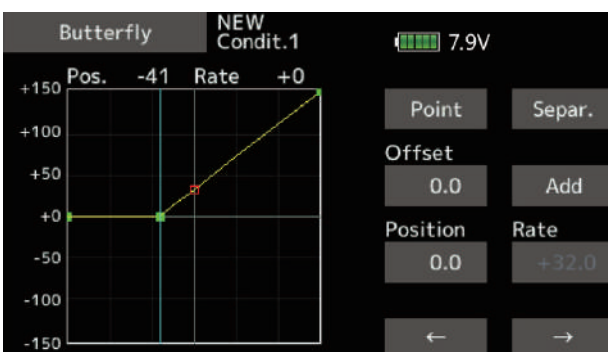 Butterfly
NEW
Condit.1
7.9V
Pos. -41 Rate +0
+150
+100
+50
+0
-50
-100
-150
Point Separ.
Offset
0.0 Add
Position Rate
0.0 +32.0
← →